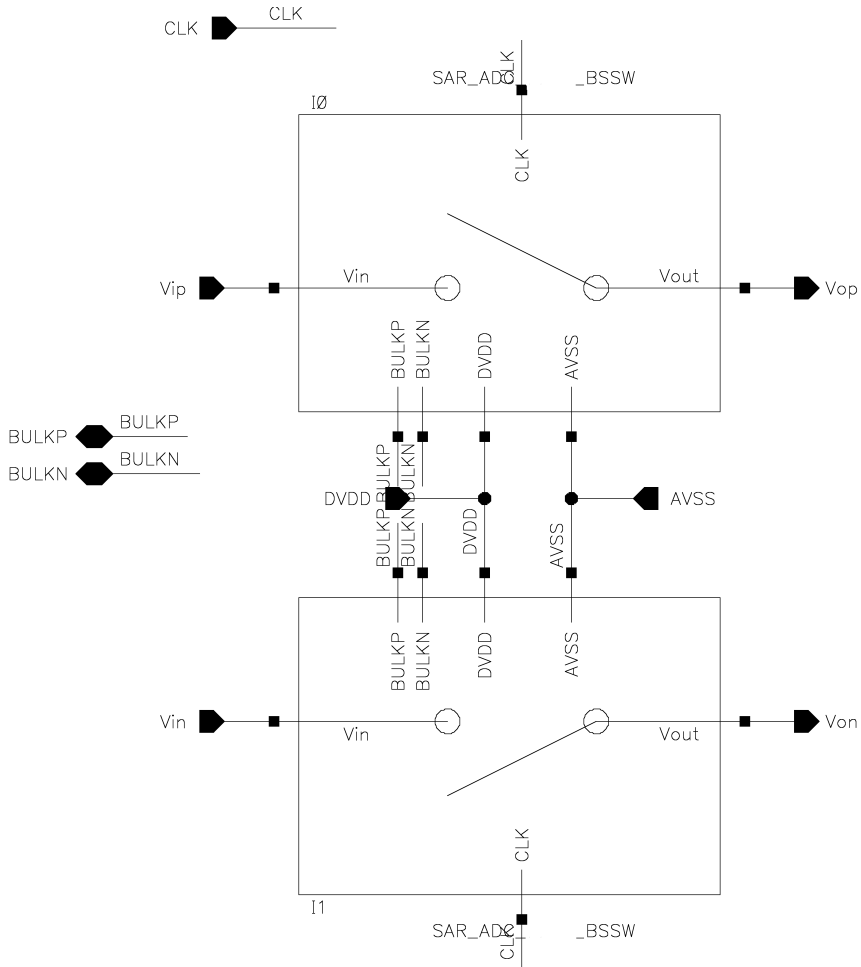 CLK CLK
CLK
SAR_ADC _BSSW
IØ
CLK
Vip Vin Vout Vop
BULKP BULKN DVDD AVSS
BULKP BULKP
BULKN BULKN
BULKP BULKN
DVDD AVSS
BULKP BULKN DVDD AVSS
BULKP BULKN DVDD AVSS
Vin Vin Vout Von
CLK
I1
SAR_ADC_ _BSSW
CLK